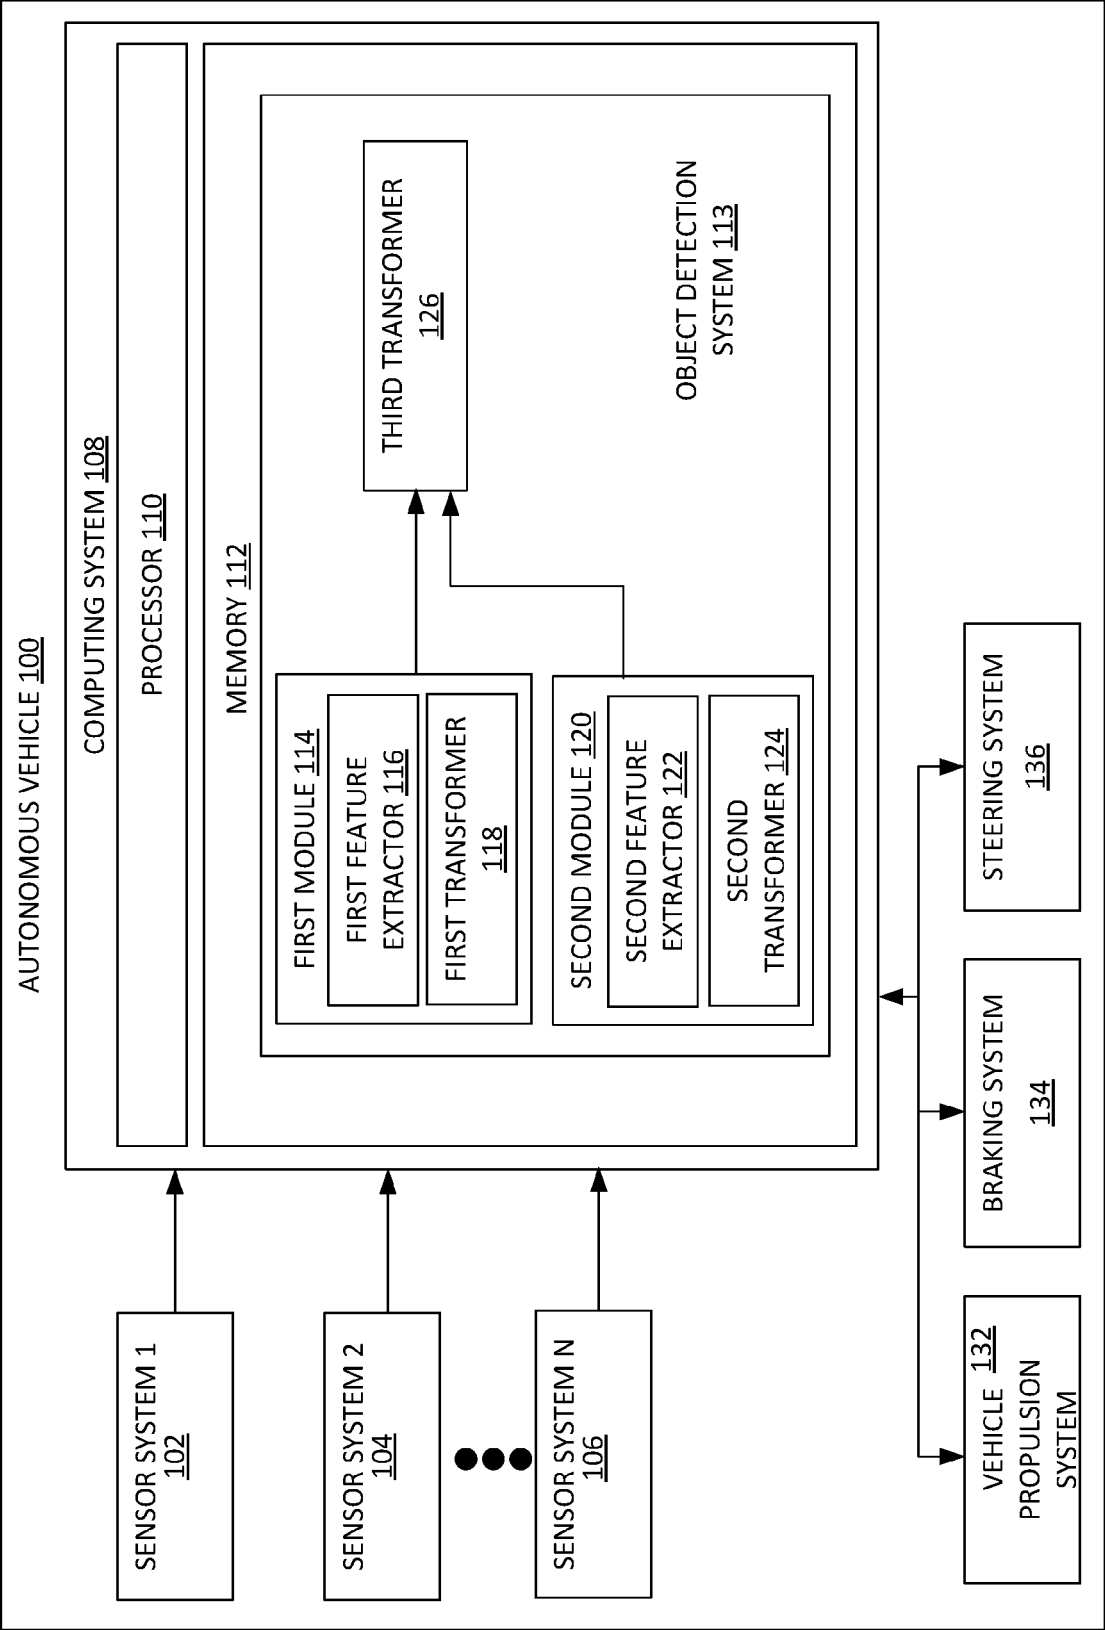 AUTONOMOUS VEHICLE 100
COMPUTING SYSTEM 108
PROCESSOR 110
MEMORY 112
SENSOR SYSTEM 1
102
SENSOR SYSTEM 2
104
SENSOR SYSTEM N
106
FIRST MODULE 114
FIRST FEATURE
EXTRACTOR 116
FIRST TRANSFORMER
118
SECOND MODULE 120
SECOND FEATURE
EXTRACTOR 122
SECOND
TRANSFORMER 124
THIRD TRANSFORMER
126
OBJECT DETECTION
SYSTEM 113
VEHICLE 132
PROPULSION
SYSTEM
BRAKING SYSTEM
134
STEERING SYSTEM
136